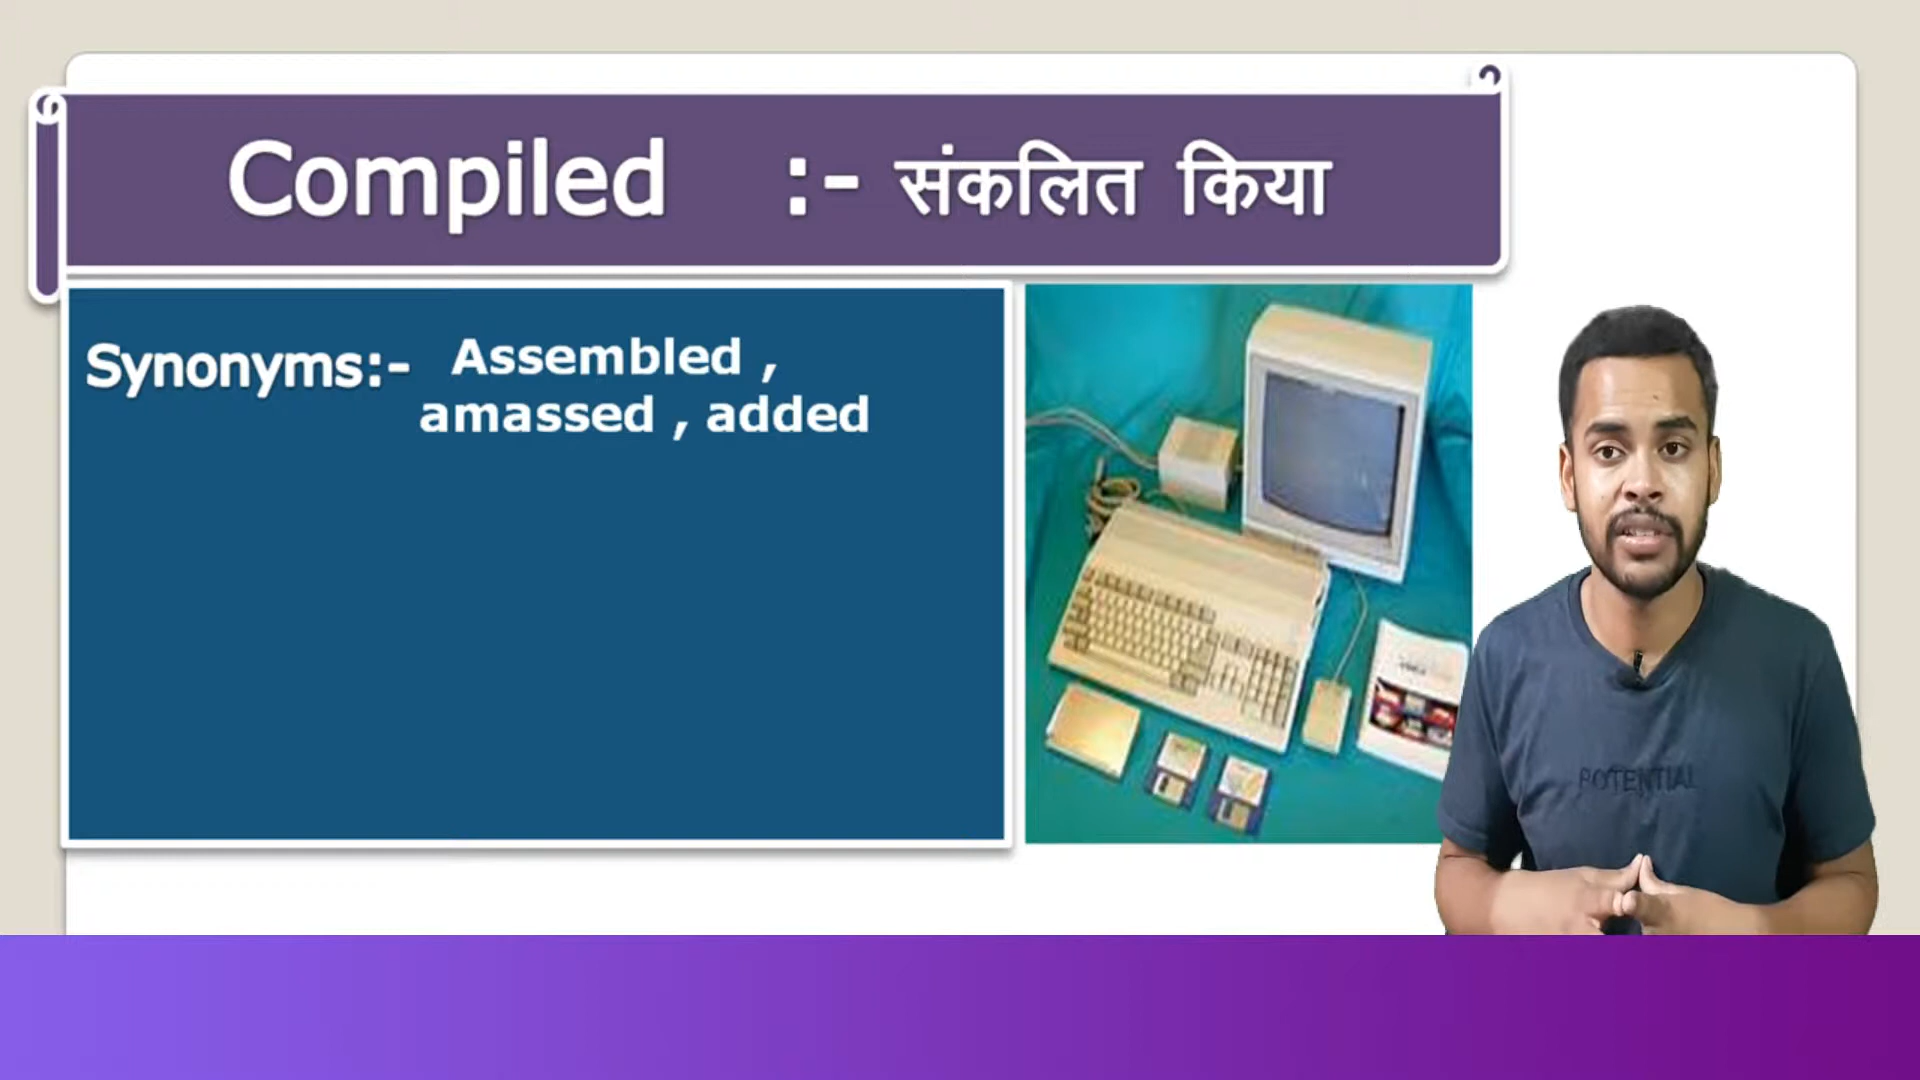 Compiled :- संकलित किया
Synonyms:- Assembled ,
amassed , added
POTENTIAL